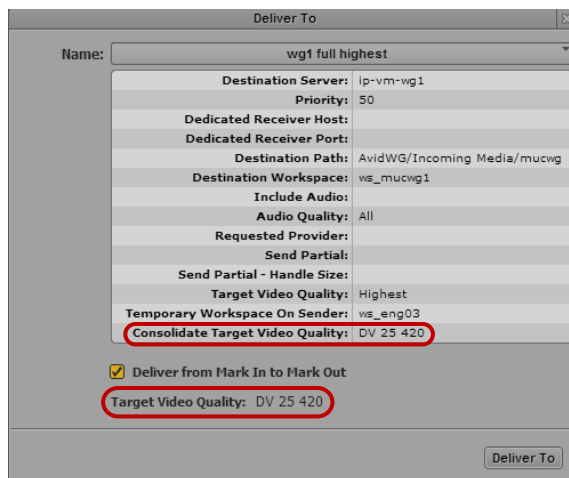 Deliver To
Name: wg1 full highest
Destination Server: ip-vm-wg1
Priority: 50
Dedicated Receiver Host:
Dedicated Receiver Port:
Destination Path: AvidWG/Incoming Media/mucwg
Destination Workspace: ws_mucwg1
Include Audio:
Audio Quality: All
Requested Provider:
Send Partial:
Send Partial - Handle Size:
Target Video Quality: Highest
Temporary Workspace On Sender: ws_eng03
Consolidate Target Video Quality: DV 25 420
Deliver from Mark In to Mark Out
Target Video Quality: DV 25 420
Deliver To